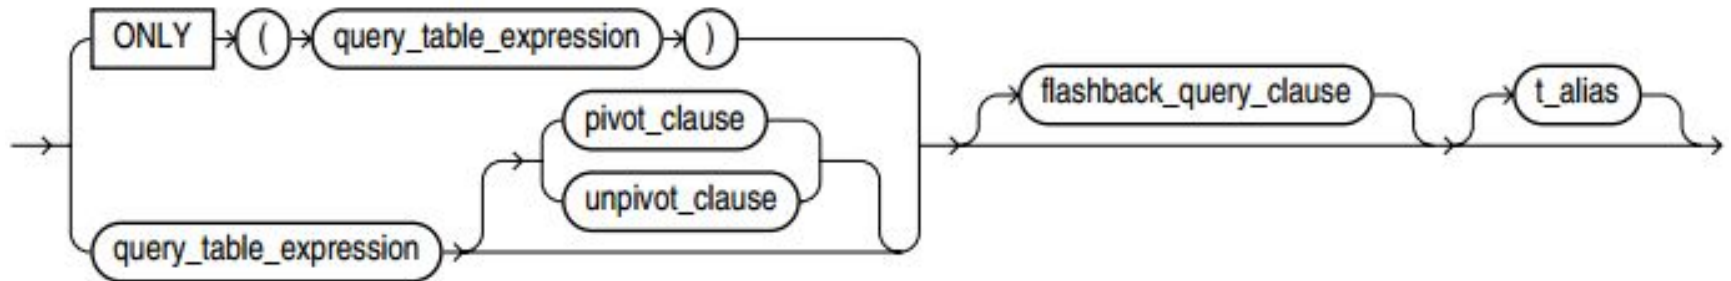 ONLY ( query_table_expression )
flashback_query_clause
t_alias
pivot_clause
unpivot_clause
query_table_expression